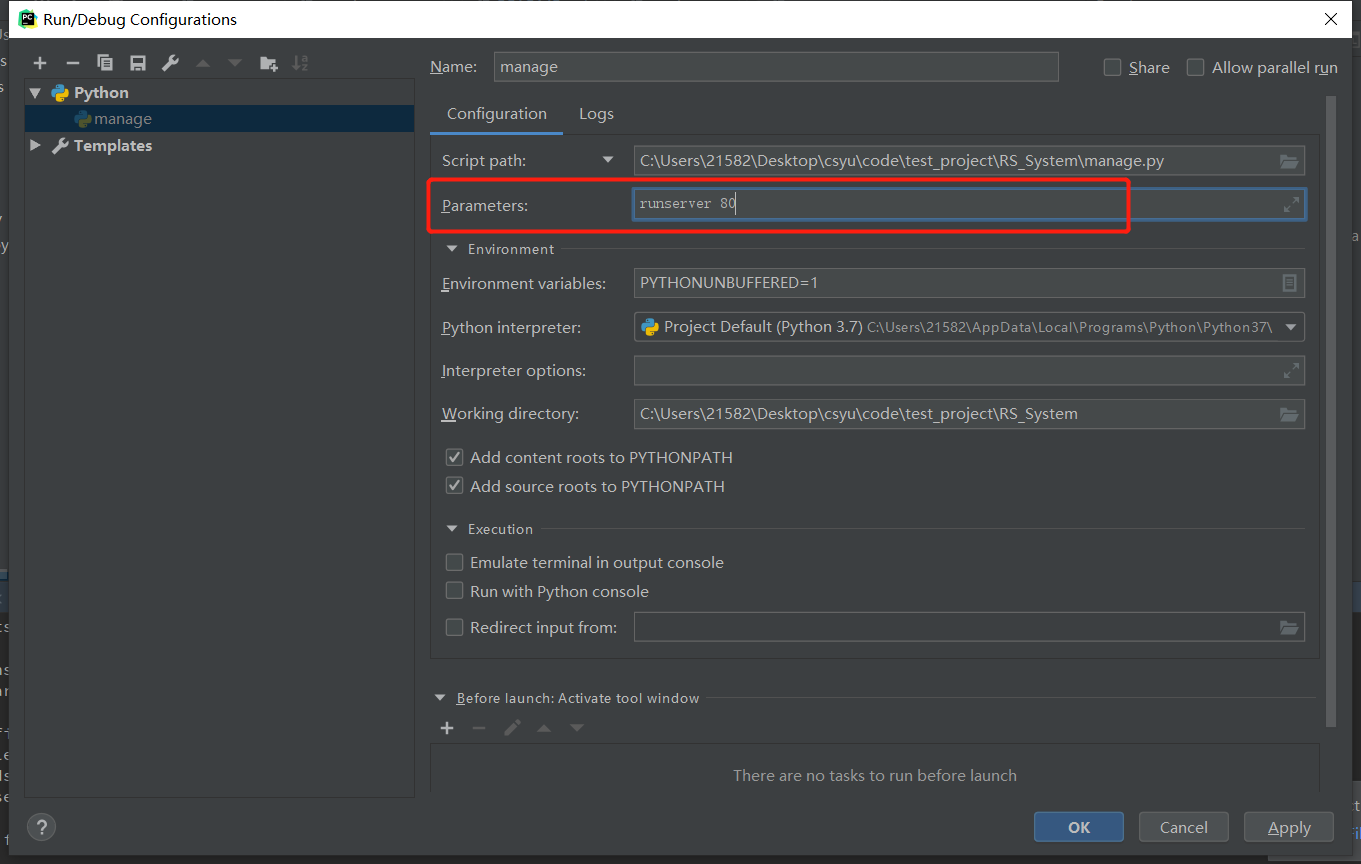 Run/Debug Configurations
Python
manage
Templates
Name:
manage
Share
Allow parallel run
Configuration
Logs
Script path:
C:\Users\21582\Desktop\csyu\code\test_project\RS_System\manage.py
Parameters:
runserver 80
Environment
Environment variables:
PYTHONUNBUFFERED=1
Python interpreter:
Project Default (Python 3.7) C:\Users\21582\AppData\Local\Programs\Python\Python37\
Interpreter options:
Working directory:
C:\Users\21582\Desktop\csyu\code\test_project\RS_System
Add content roots to PYTHONPATH
Add source roots to PYTHONPATH
Execution
Emulate terminal in output console
Run with Python console
Redirect input from:
Before launch: Activate tool window
There are no tasks to run before launch
?
OK
Cancel
Apply